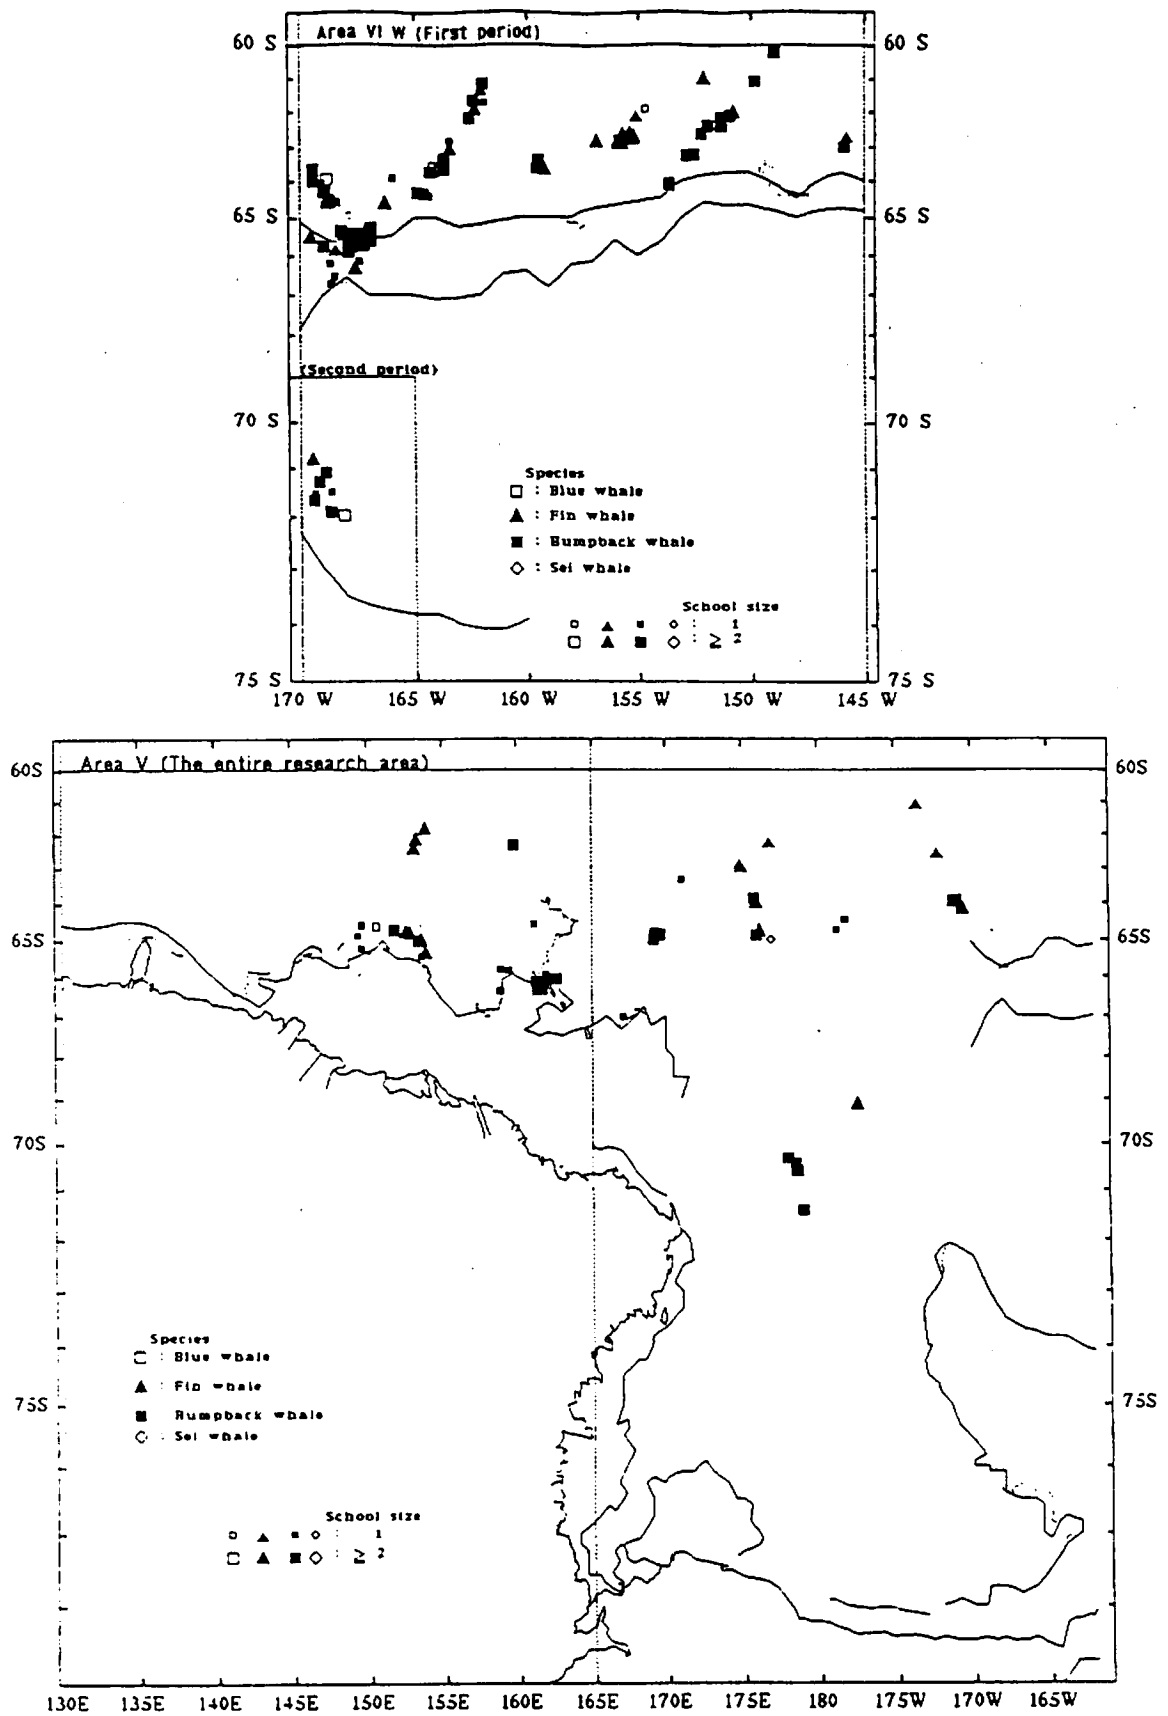 Area VI W (First period)
60 S 60 S
65 S 65 S
(Second period)
70 S 70 S
Species
: Blue whale
: Fin whale
: Humpback whale
: Sei whale
School size
: 1
: ≥ 2
75 S 75 S
170 W 165 W 160 W 155 W 150 W 145 W
Area V (The entire research area)
60S 60S
65S 65S
70S 70S
Species
: Blue whale
: Fin whale
Humpback whale
: Sei whale
75S 75S
School size
: 1
: ≥ 2
130E 135E 140E 145E 150E 155E 160E 165E 170E 175E 180 175W 170W 165W